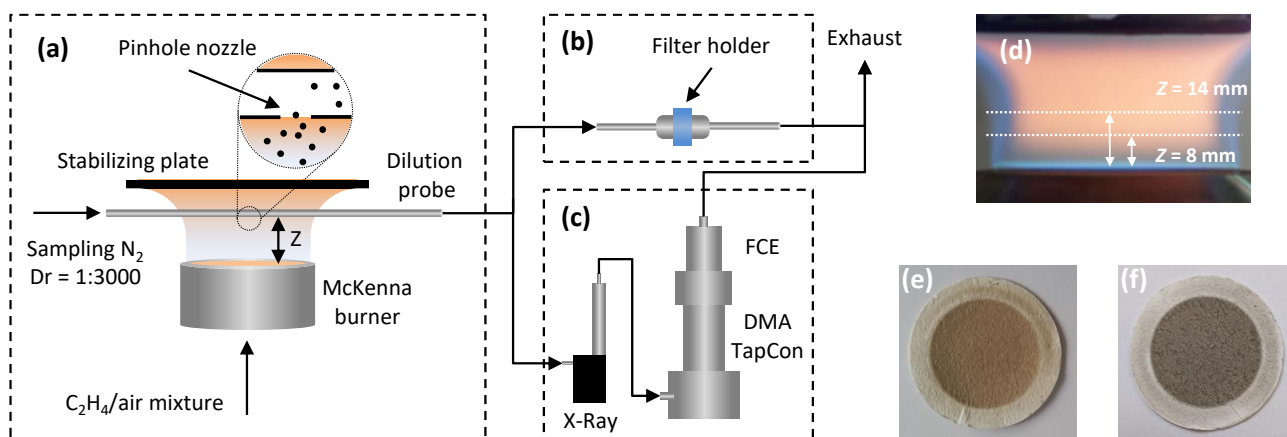 (a)
Pinhole nozzle
Stabilizing plate
Dilution
probe
Sampling N₂
Dr = 1:3000
Z
McKenna
burner
C₂H₄/air mixture
(b)
Filter holder
Exhaust
(c)
FCE
DMA
TapCon
X-Ray
(d)
Z = 14 mm
Z = 8 mm
(e)
(f)